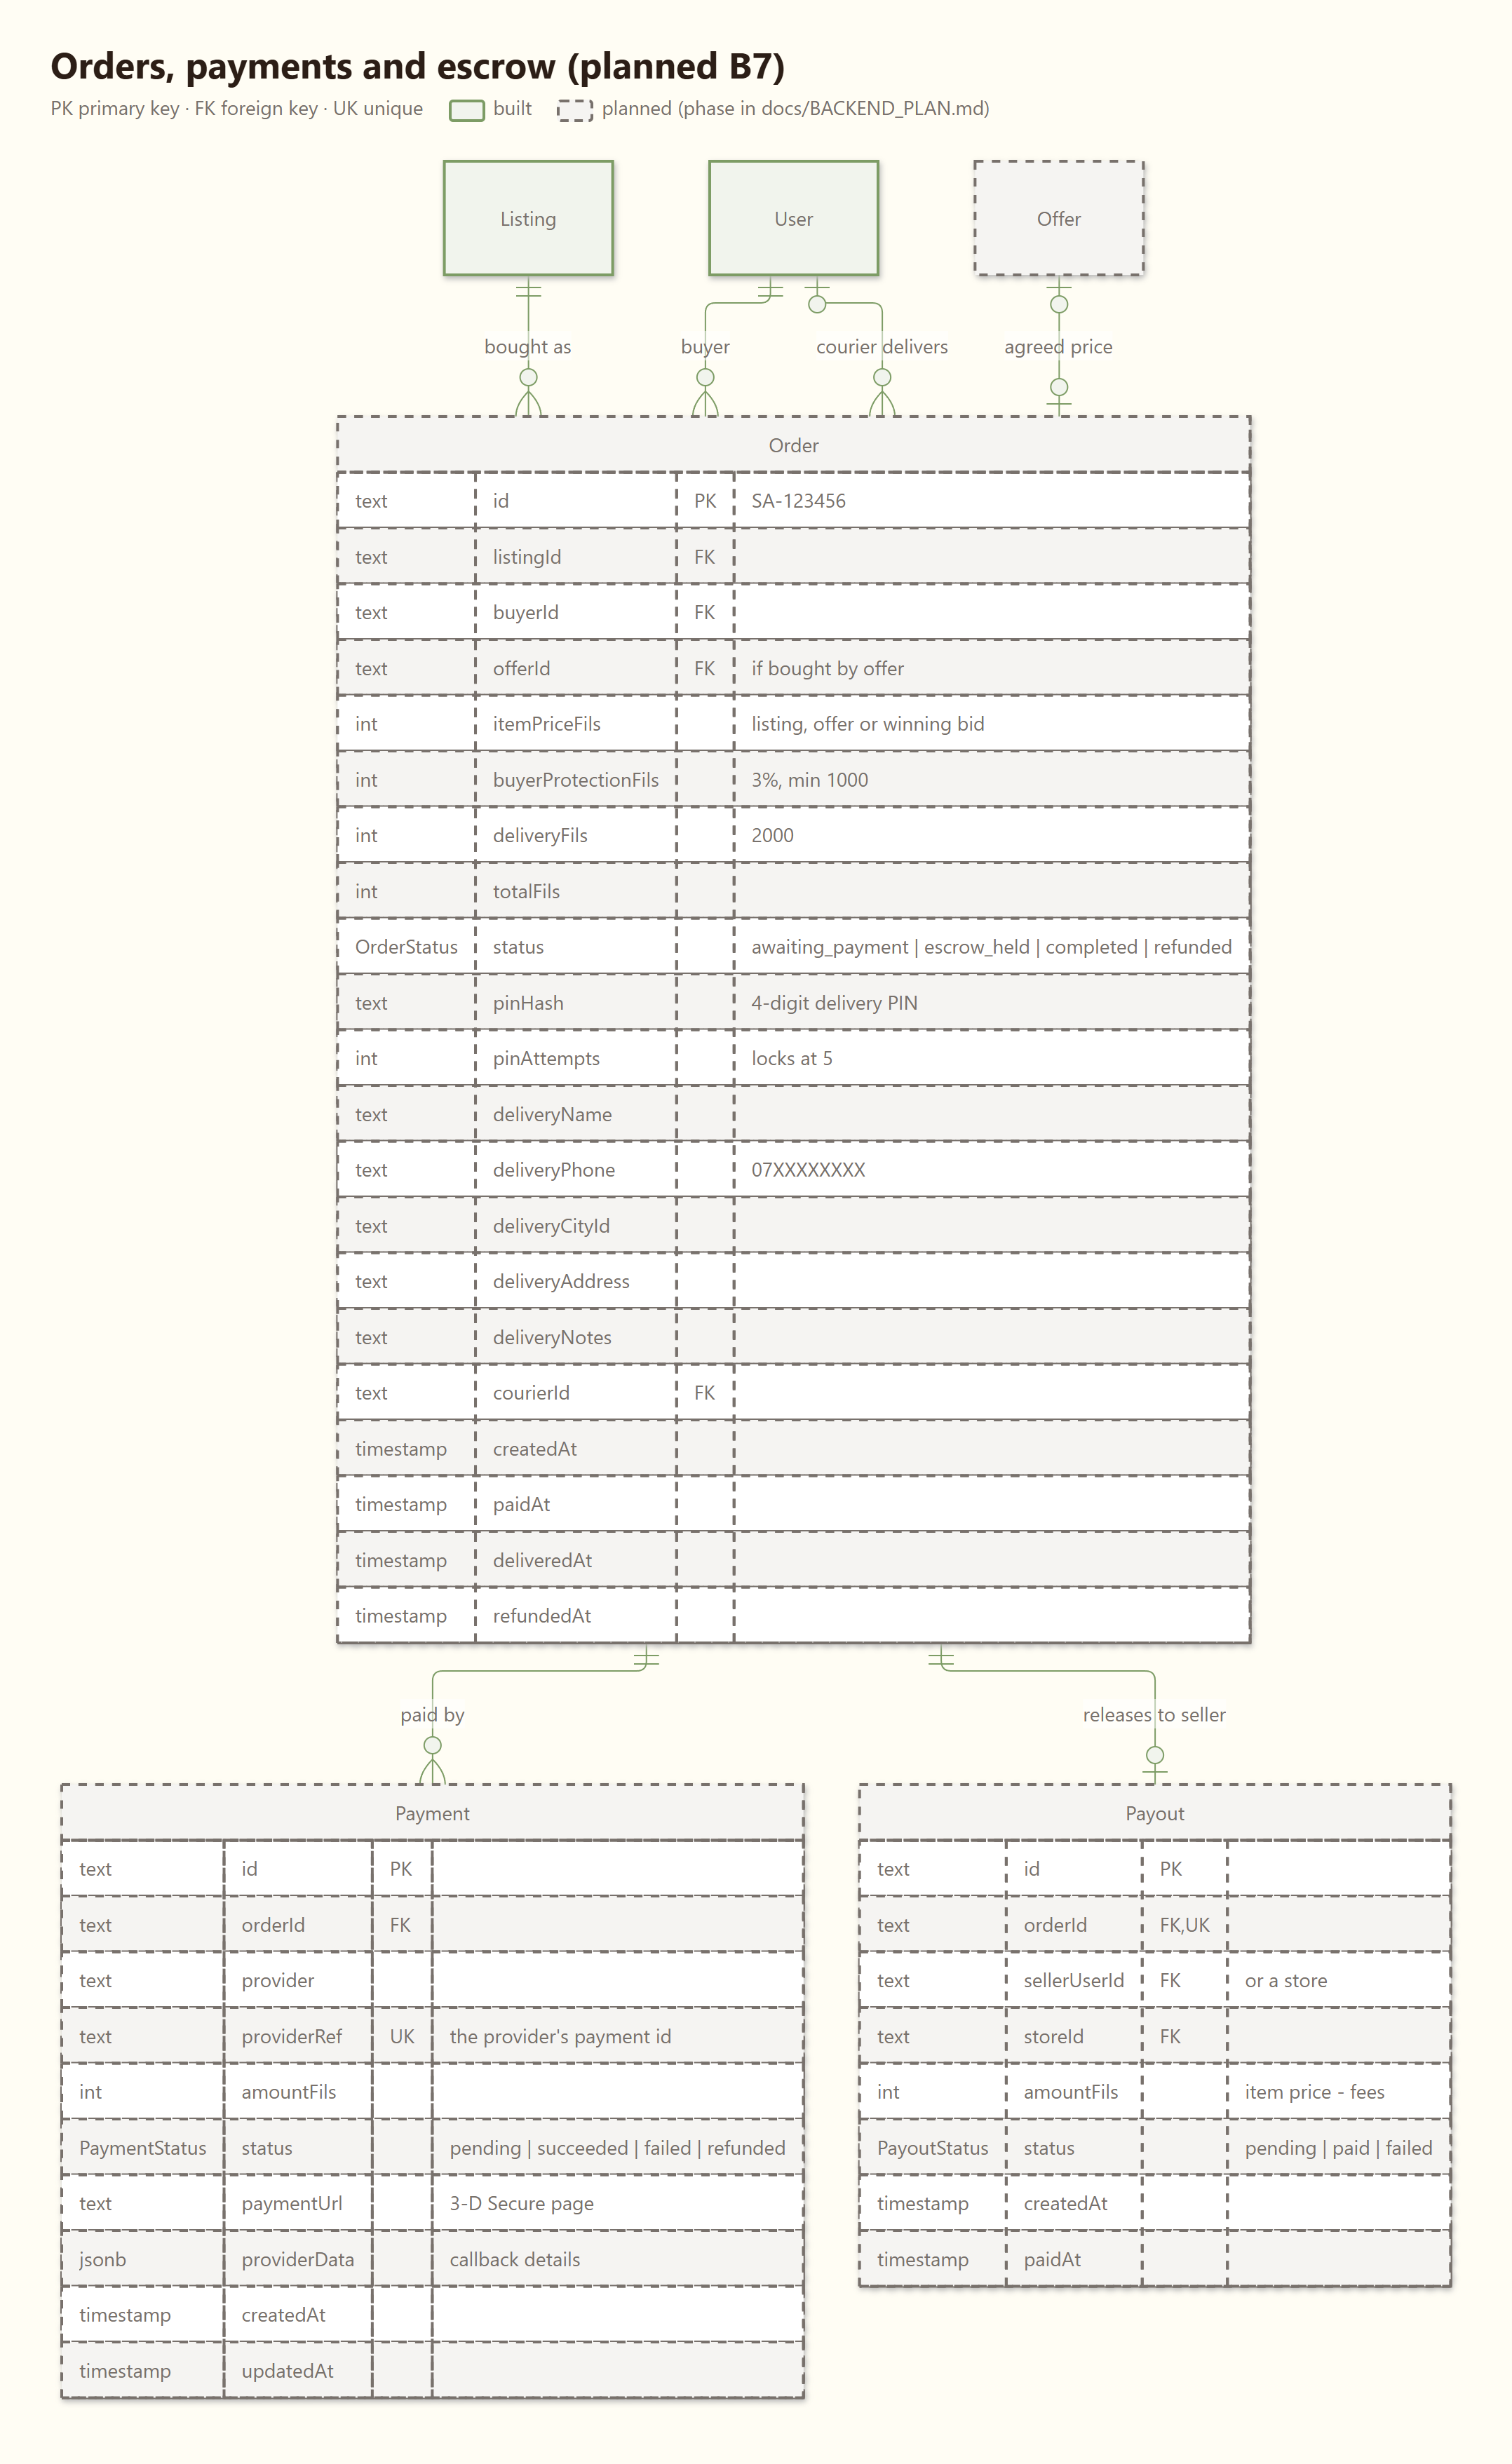 Orders, payments and escrow (planned B7)
PK primary key · FK foreign key · UK unique built planned (phase in docs/BACKEND_PLAN.md)
Listing User Offer
bought as buyer courier delivers agreed price
Order
text id PK SA-123456
text listingId FK
text buyerId FK
text offerId FK if bought by offer
int itemPriceFils listing, offer or winning bid
int buyerProtectionFils 3%, min 1000
int deliveryFils 2000
int totalFils
OrderStatus status awaiting_payment | escrow_held | completed | refunded
text pinHash 4-digit delivery PIN
int pinAttempts locks at 5
text deliveryName
text deliveryPhone 07XXXXXXXX
text deliveryCityId
text deliveryAddress
text deliveryNotes
text courierId FK
timestamp createdAt
timestamp paidAt
timestamp deliveredAt
timestamp refundedAt
paid by releases to seller
Payment
text id PK
text orderId FK
text provider
text providerRef UK the provider's payment id
int amountFils
PaymentStatus status pending | succeeded | failed | refunded
text paymentUrl 3-D Secure page
jsonb providerData callback details
timestamp createdAt
timestamp updatedAt
Payout
text id PK
text orderId FK,UK
text sellerUserId FK or a store
text storeId FK
int amountFils item price - fees
PayoutStatus status pending | paid | failed
timestamp createdAt
timestamp paidAt